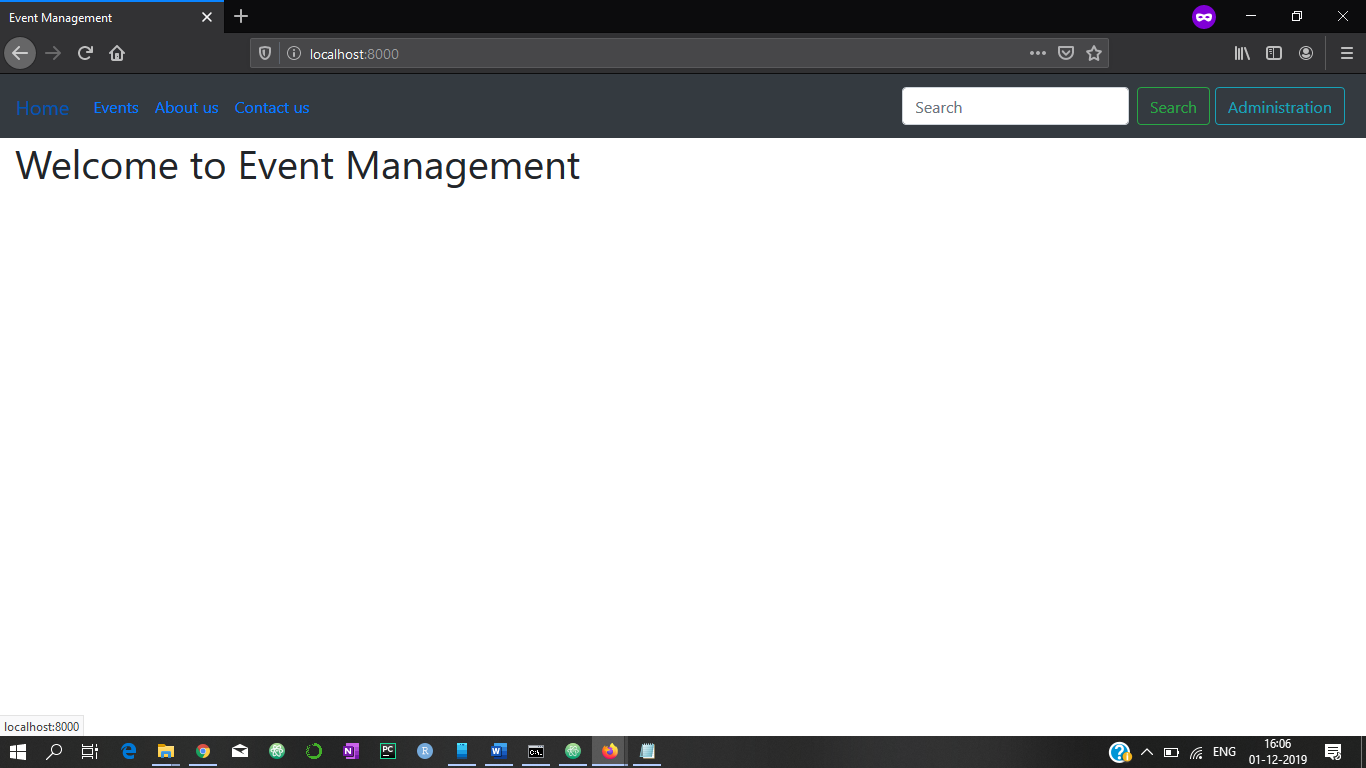 Event Management
localhost:8000
Home Events About us Contact us Search Search Administration
Welcome to Event Management
localhost:8000
ENG 16:06
01-12-2019